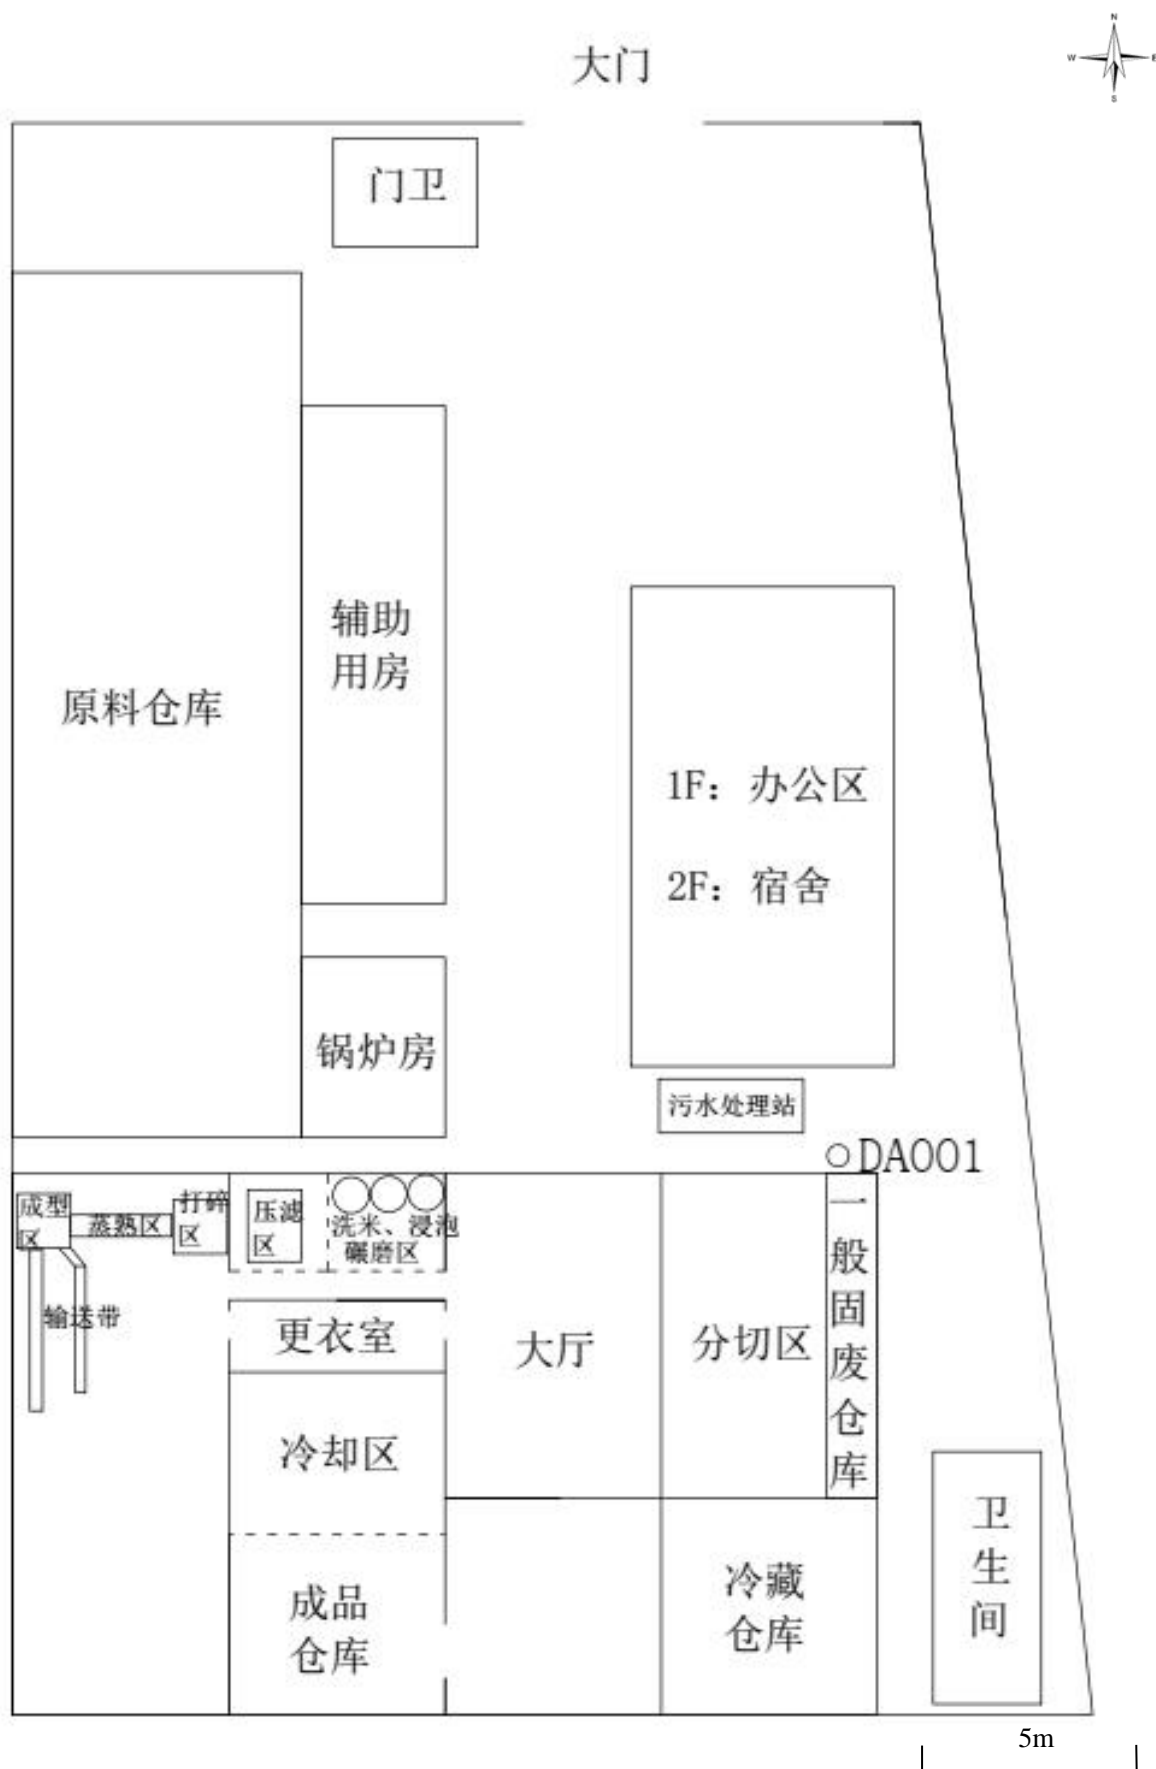 N
大门
W
E
S
门卫
辅助
用房
原料仓库
1F：办公区
2F：宿舍
锅炉房
污水处理站
DA001
成型
区
蒸熟区
打碎
区
压滤
区
洗米、浸泡
碾磨区
输送带
更衣室
大厅
分切区
一般固废仓库
冷却区
成品
仓库
冷藏
仓库
卫生间
5m